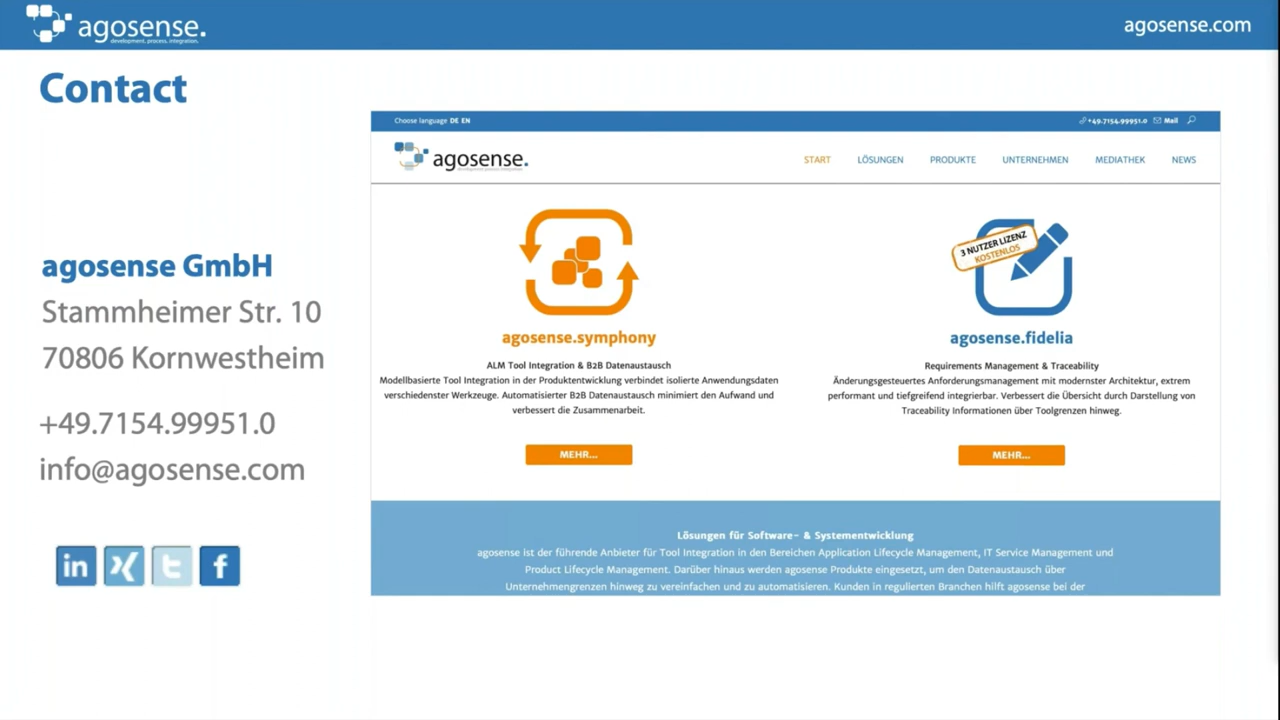 agosense.
development. process. integration.
agosense.com
Contact
agosense GmbH
Stammheimer Str. 10
70806 Kornwestheim
+49.7154.99951.0
info@agosense.com
in
t
f
Choose language DE EN
+49.7154.99951.0 Mail
agosense.
START LÖSUNGEN PRODUKTE UNTERNEHMEN MEDIATHEK NEWS
agosense.symphony
ALM Tool Integration & B2B Datenaustausch
Modellbasierte Tool Integration in der Produktentwicklung verbindet isolierte Anwendungsdaten
verschiedenster Werkzeuge. Automatisierter B2B Datenaustausch minimiert den Aufwand und
verbessert die Zusammenarbeit.
MEHR...
3 NUTZER LIZENZ
KOSTENLOS
agosense.fidelia
Requirements Management & Traceability
Änderungsgesteuertes Anforderungsmanagement mit modernster Architektur, extrem
performant und tiefgreifend integrierbar. Verbessert die Übersicht durch Darstellung von
Traceability Informationen über Toolgrenzen hinweg.
MEHR...
Lösungen für Software- & Systementwicklung
agosense ist der führende Anbieter für Tool Integration in den Bereichen Application Lifecycle Management, IT Service Management und
Product Lifecycle Management. Darüber hinaus werden agosense Produkte eingesetzt, um den Datenaustausch über
Unternehmengrenzen hinweg zu vereinfachen und zu automatisieren. Kunden in regulierten Branchen hilft agosense bei der